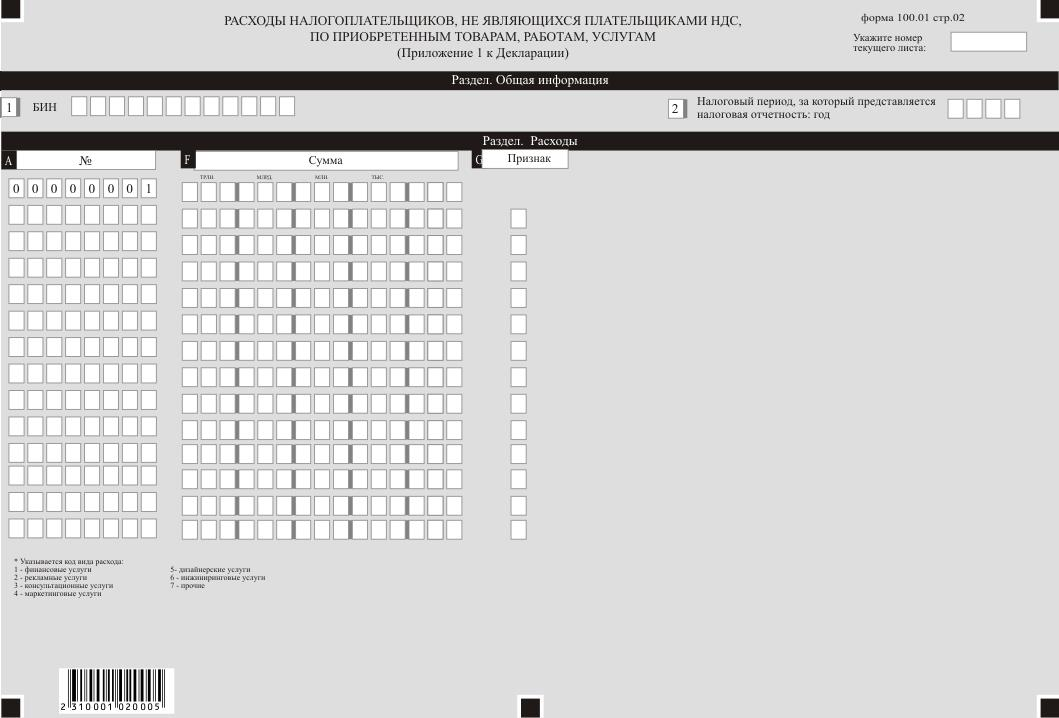 РАСХОДЫ НАЛОГОПЛАТЕЛЬЩИКОВ, НЕ ЯВЛЯЮЩИХСЯ ПЛАТЕЛЬЩИКАМИ НДС,
ПО ПРИОБРЕТЕННЫМ ТОВАРАМ, РАБОТАМ, УСЛУГАМ
(Приложение 1 к Декларации)
форма 100.01 стр.02
Укажите номер
текущего листа:
Раздел. Общая информация
1 БИН
2 Налоговый период, за который представляется
налоговая отчетность: год
Раздел. Расходы
A № F Сумма G Признак
трлн. млрд. млн. тыс.
0 0 0 0 0 0 0 1
* Указывается код вида расхода:
1 - финансовые услуги
2 - рекламные услуги
3 - консультационные услуги
4 - маркетинговые услуги
5- дизайнерские услуги
6 - инжиниринговые услуги
7 - прочие
2 310001 020005